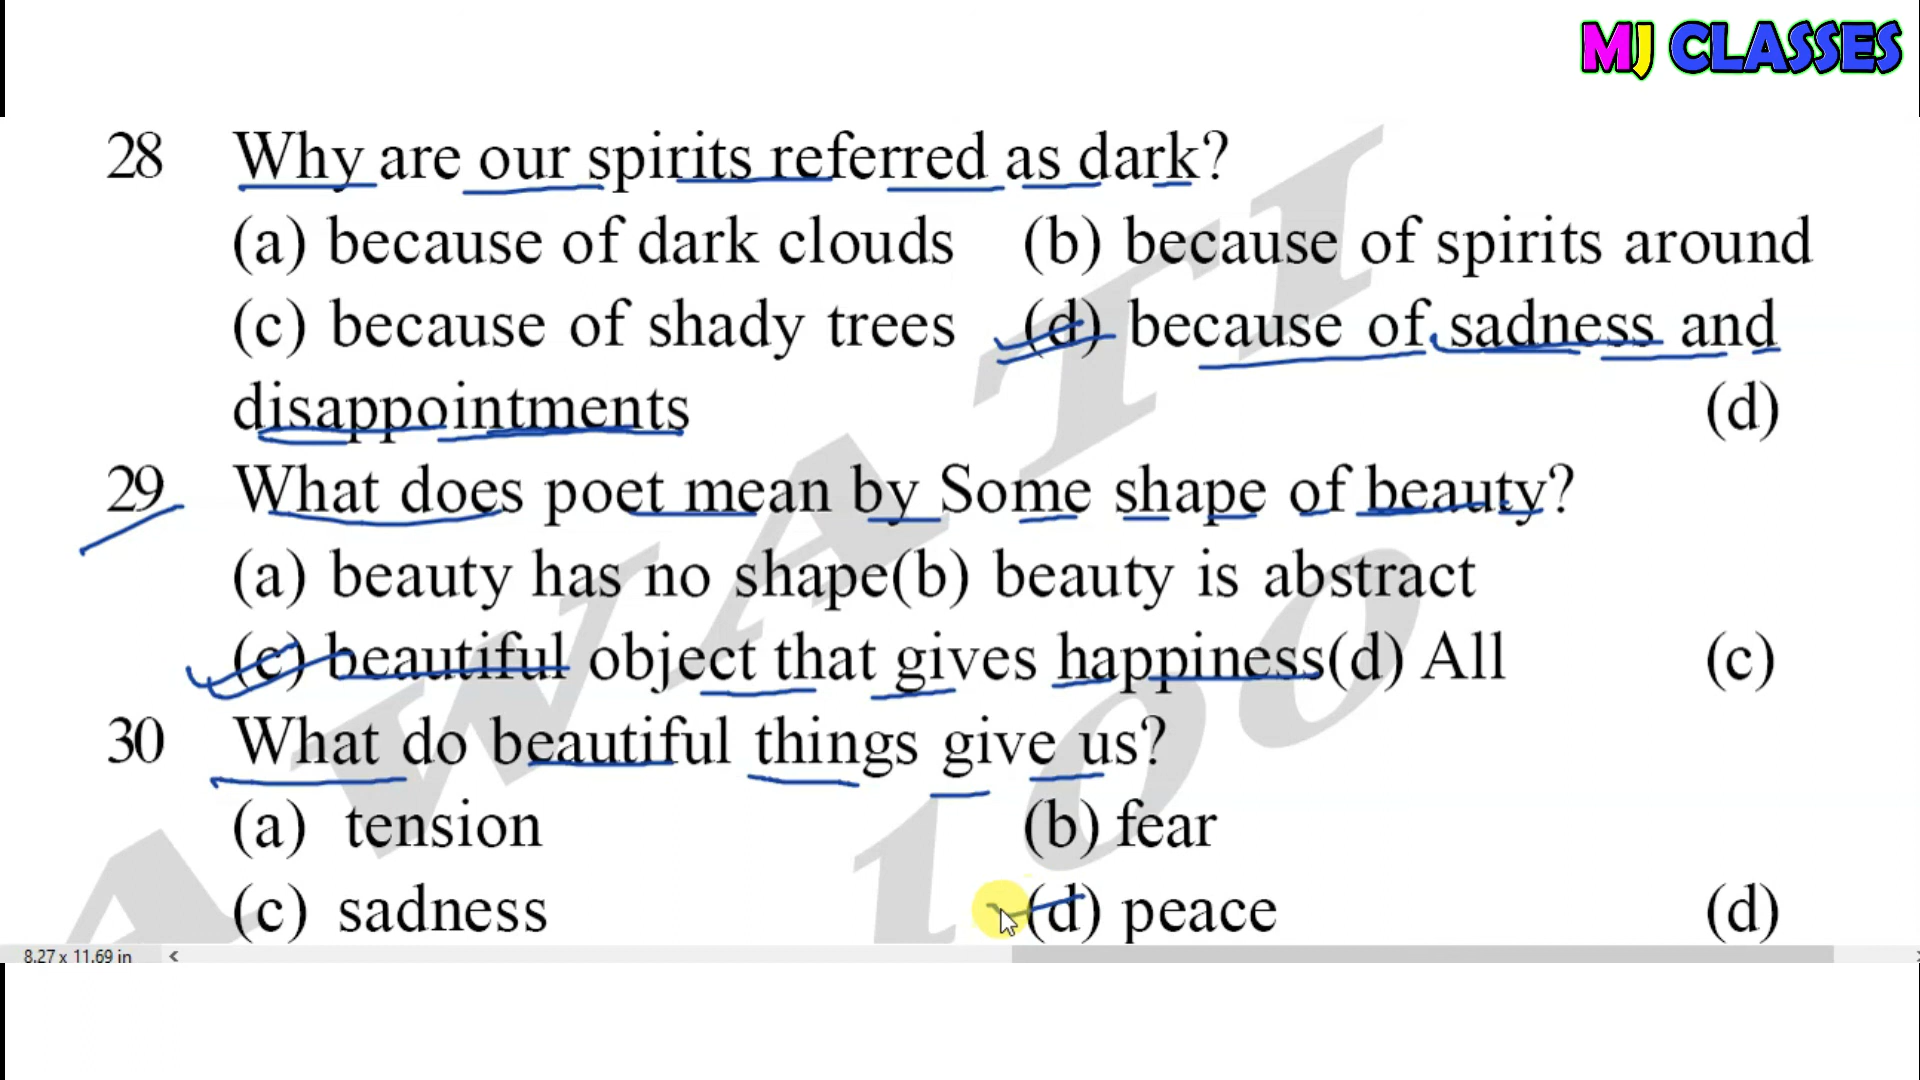 MJ CLASSES
28 Why are our spirits referred as dark?
(a) because of dark clouds (b) because of spirits around
(c) because of shady trees (d) because of sadness and
disappointments (d)
29 What does poet mean by Some shape of beauty?
(a) beauty has no shape(b) beauty is abstract
(c) beautiful object that gives happiness(d) All (c)
30 What do beautiful things give us?
(a) tension (b) fear
(c) sadness (d) peace (d)
8.27 x 11.69 in